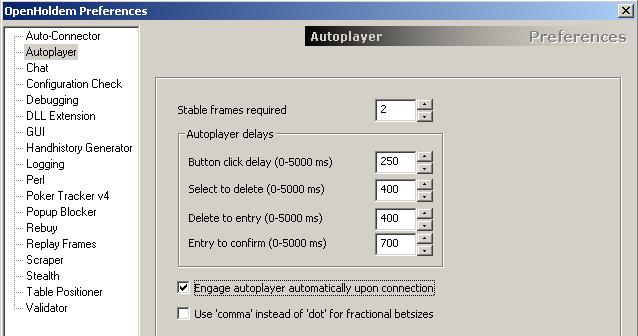 OpenHoldem Preferences
Auto-Connector
Autoplayer
Chat
Configuration Check
Debugging
DLL Extension
GUI
Handhistory Generator
Logging
Perl
Poker Tracker v4
Popup Blocker
Rebuy
Replay Frames
Scraper
Stealth
Table Positioner
Validator
Autoplayer Preferences
Stable frames required 2
Autoplayer delays
Button click delay (0-5000 ms) 250
Select to delete (0-5000 ms) 400
Delete to entry (0-5000 ms) 400
Entry to confirm (0-5000 ms) 700
Engage autoplayer automatically upon connection
Use 'comma' instead of 'dot' for fractional betsizes